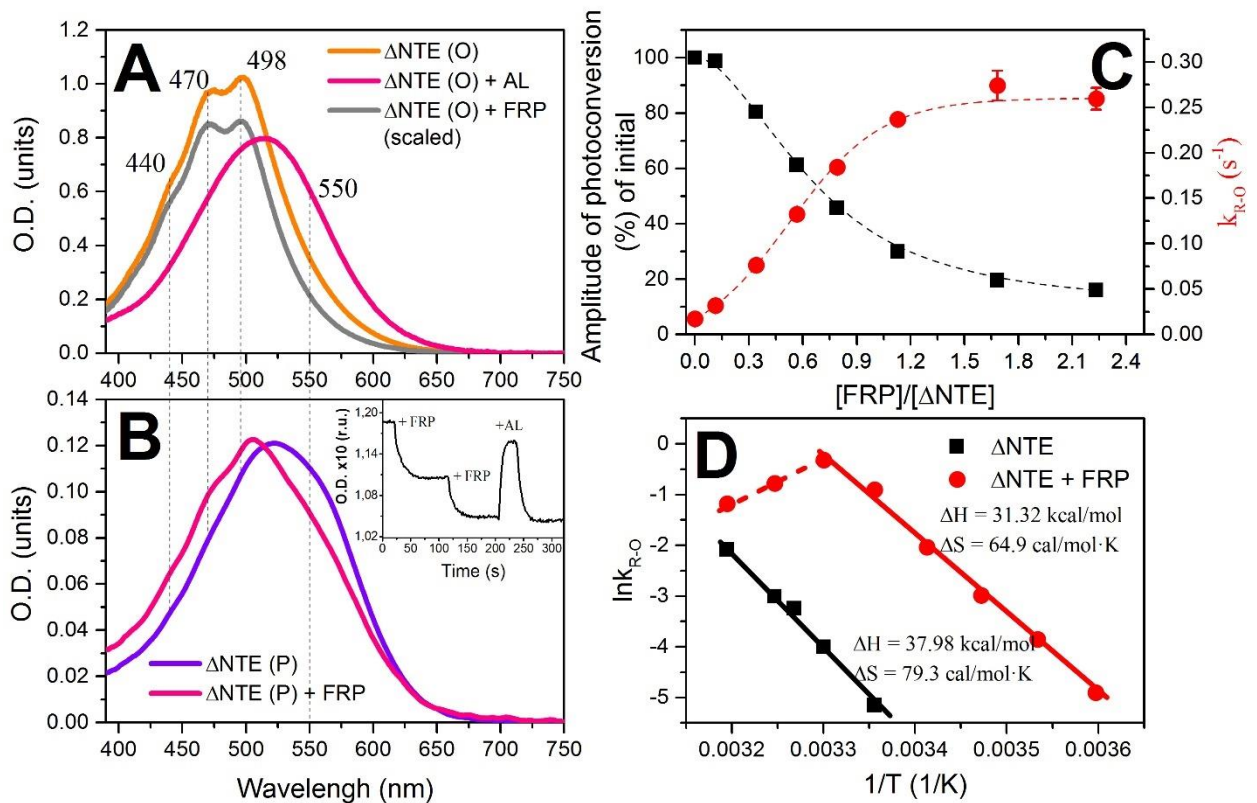 A
ΔNTE (O)
ΔNTE (O) + AL
ΔNTE (O) + FRP
(scaled)
440
470
498
550
O.D. (units)
1.2
1.0
0.8
0.6
0.4
0.2
0.0
400 450 500 550 600 650 700 750
B
ΔNTE (P)
ΔNTE (P) + FRP
O.D. (units)
0.14
0.12
0.10
0.08
0.06
0.04
0.02
0.00
400 450 500 550 600 650 700 750
Wavelengh (nm)
O.D. x10 (r.u.)
1,20
1,14
1,08
1,02
+ FRP
+ FRP
+AL
0 100 200 300
Time (s)
C
Amplitude of photoconversion
(%) of initial
100
80
60
40
20
0
k_R-O (s⁻¹)
0.30
0.25
0.20
0.15
0.10
0.05
0.00
0.0 0.3 0.6 0.9 1.2 1.5 1.8 2.1 2.4
[FRP]/[ΔNTE]
D
ΔNTE
ΔNTE + FRP
ΔH = 31.32 kcal/mol
ΔS = 64.9 cal/mol·K
ΔH = 37.98 kcal/mol
ΔS = 79.3 cal/mol·K
lnk_R-O
0
-1
-2
-3
-4
-5
0.0032 0.0033 0.0034 0.0035 0.0036
1/T (1/K)